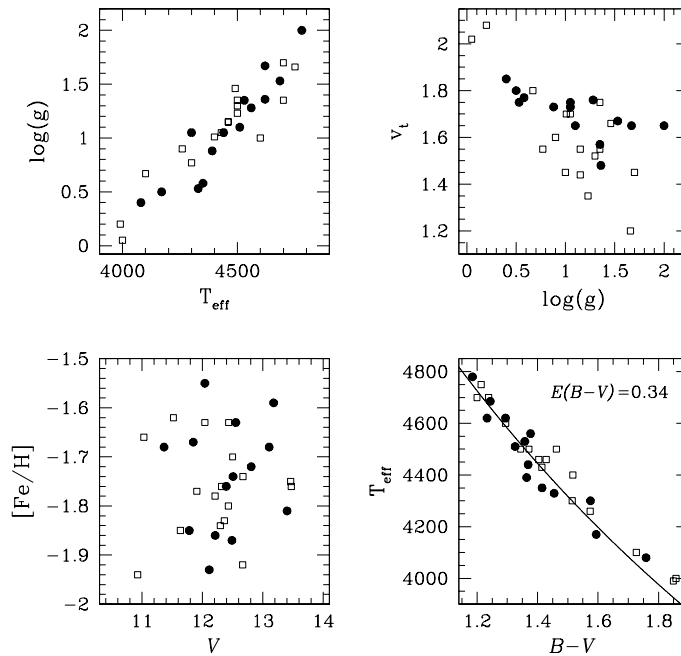 2
1.5
1
0.5
0
log(g)
4000 4500
T_eff
2
1.8
1.6
1.4
1.2
v_t
0 0.5 1 1.5 2
log(g)
-1.5
-1.6
-1.7
-1.8
-1.9
-2
[Fe/H]
11 12 13 14
V
4800
4600
4400
4200
4000
T_eff
E(B-V)=0.34
1.2 1.4 1.6 1.8
B-V